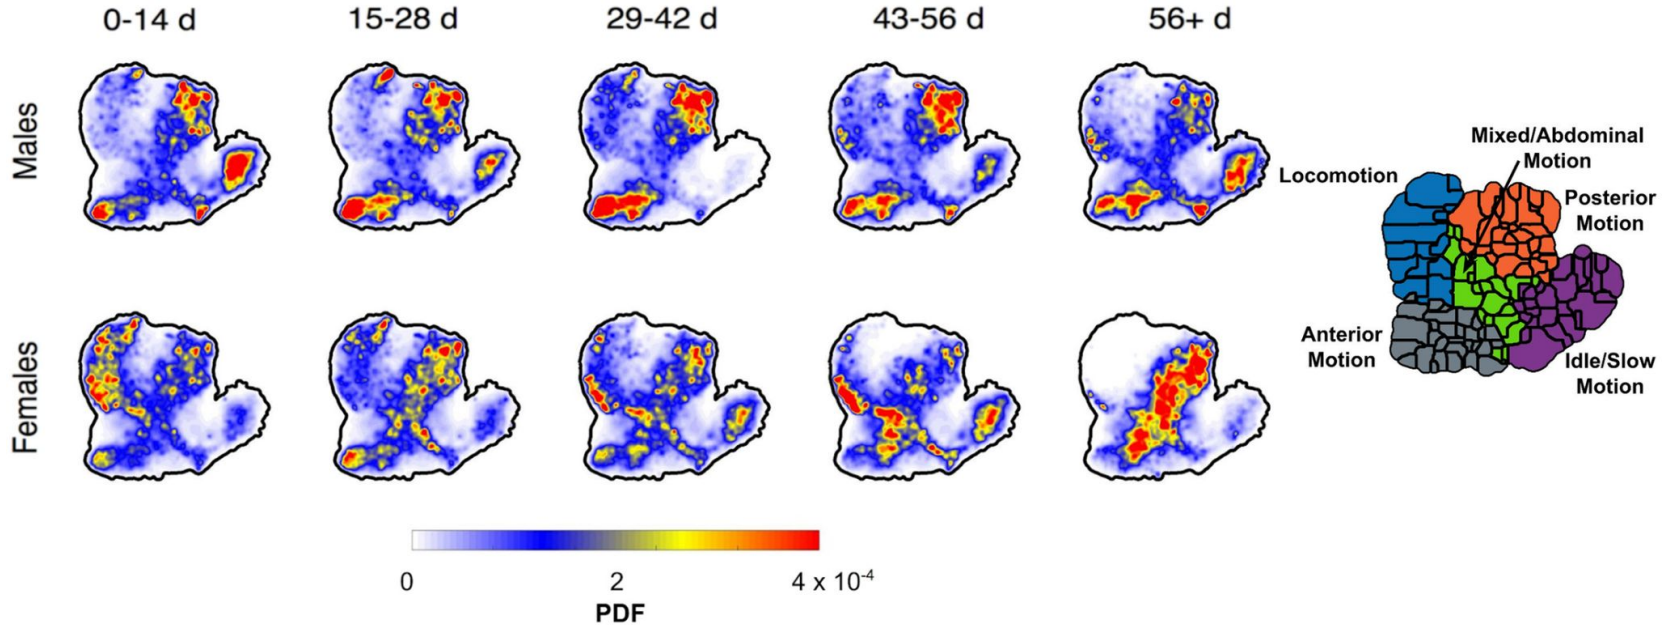 0-14 d
15-28 d
29-42 d
43-56 d
56+ d
Males
Females
Mixed/Abdominal
Motion
Locomotion
Posterior
Motion
Anterior
Motion
Idle/Slow
Motion
0
2
4 x 10⁻⁴
PDF